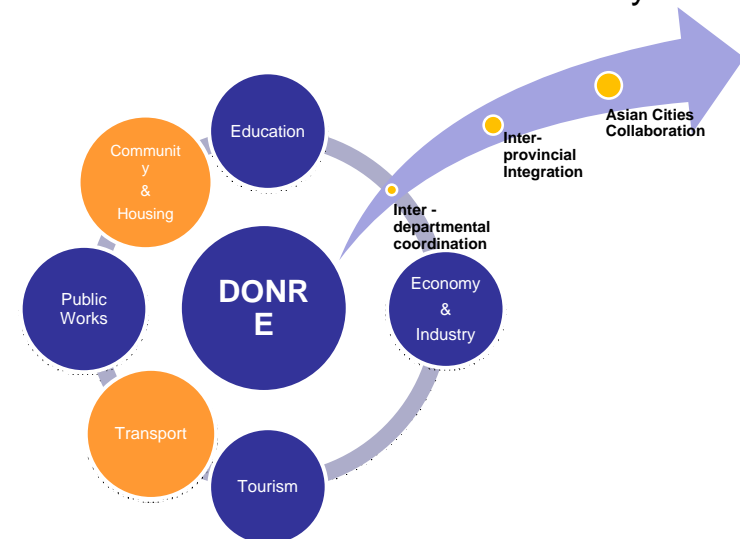 Education
Communit
y
&
Housing
Asian Cities
Collaboration
Inter-
provincial
Integration
Inter -
departmental
coordination
DONR
E
Economy
&
Industry
Public
Works
Transport
Tourism